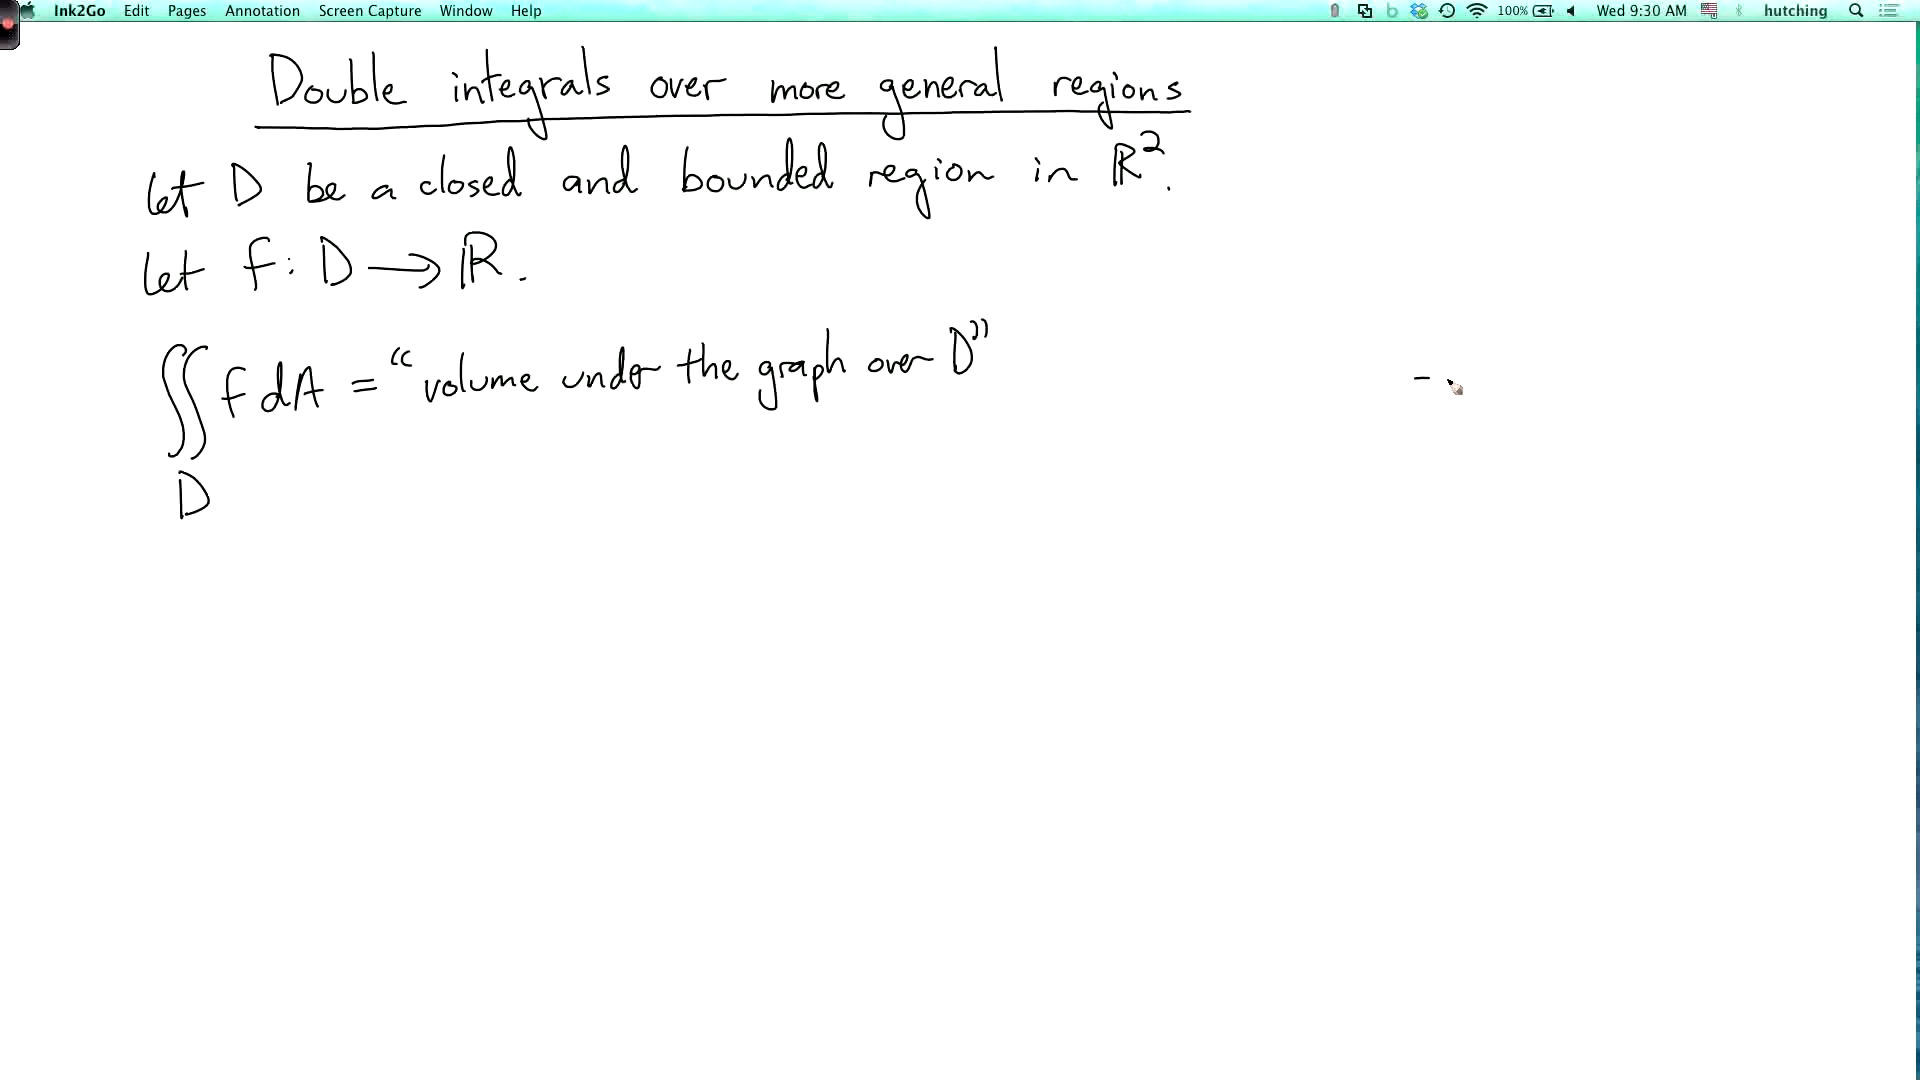 Ink2Go Edit Pages Annotation Screen Capture Window Help 100% Wed 9:30 AM hutching
Double integrals over more general regions
Let D be a closed and bounded region in ℝ².
Let f: D → ℝ.
∬ f dA = “volume under the graph over D”
D